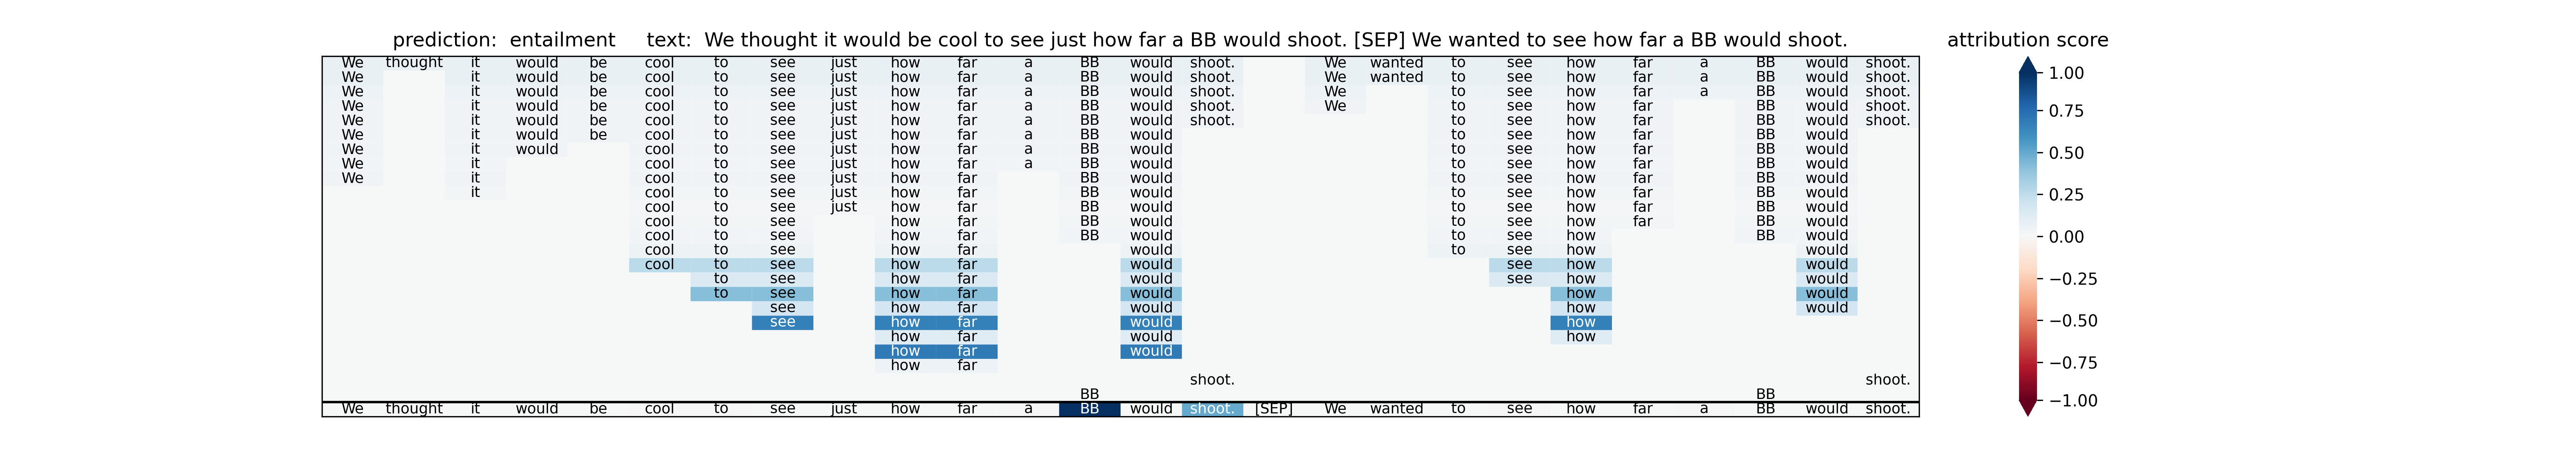 prediction: entailment text: We thought it would be cool to see just how far a BB would shoot. [SEP] We wanted to see how far a BB would shoot.
We thought it would be cool to see just how far a BB would shoot. We wanted to see how far a BB would shoot.
We it would be cool to see just how far a BB would shoot. We wanted to see how far a BB would shoot.
We it would be cool to see just how far a BB would shoot. We to see how far a BB would shoot.
We it would be cool to see just how far a BB would shoot. We to see how far BB would shoot.
We it would be cool to see just how far a BB would shoot. to see how far BB would shoot.
We it would be cool to see just how far a BB would to see how far BB would
We it would cool to see just how far a BB would to see how far BB would
We it cool to see just how far a BB would to see how far BB would
We it cool to see just how far BB would to see how far BB would
it cool to see just how far BB would to see how far BB would
cool to see just how far BB would to see how far BB would
cool to see how far BB would to see how far BB would
cool to see how far BB would to see how BB would
cool to see how far would to see how would
cool to see how far would see how would
to see how far would see how would
to see how far would how would
see how far would how would
see how far would how
how far would how
how far would
how far
shoot. shoot.
BB BB
We thought it would be cool to see just how far a BB would shoot. [SEP] We wanted to see how far a BB would shoot.
attribution score
1.00
0.75
0.50
0.25
0.00
−0.25
−0.50
−0.75
−1.00